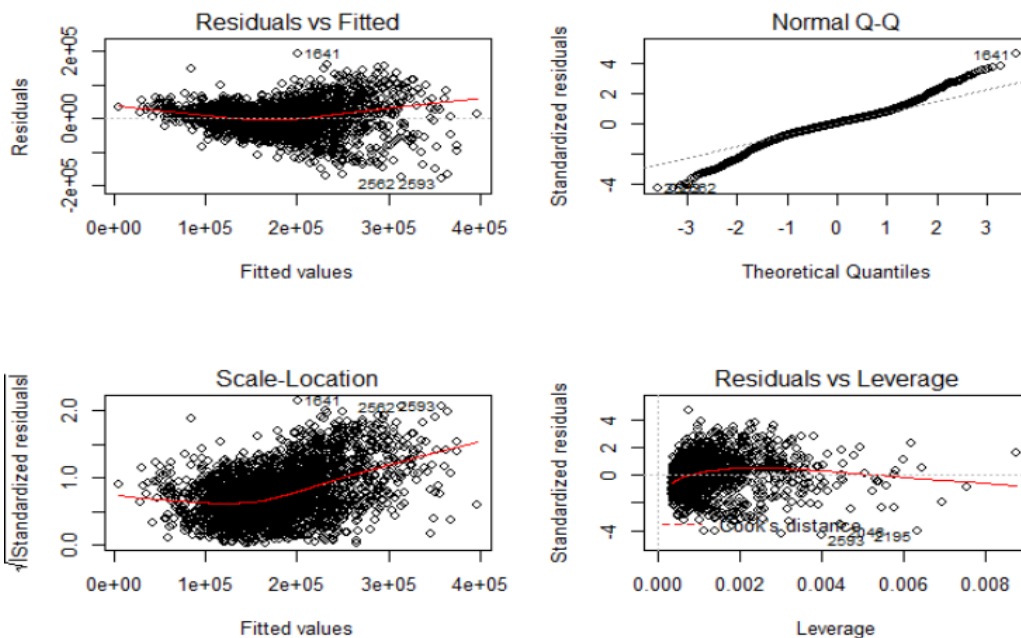 Residuals vs Fitted
Residuals
2e+05
0e+00
-2e+05
1641
2562
2593
0e+00 1e+05 2e+05 3e+05 4e+05
Fitted values
Normal Q-Q
Standardized residuals
4
2
0
-4
1641
-3 -2 -1 0 1 2 3
Theoretical Quantiles
Scale-Location
√|Standardized residuals|
2.0
1.0
0.0
1641
2562
2593
0e+00 1e+05 2e+05 3e+05 4e+05
Fitted values
Residuals vs Leverage
Standardized residuals
4
2
0
-4
Cook's distance
2593
2195
0.000 0.002 0.004 0.006 0.008
Leverage